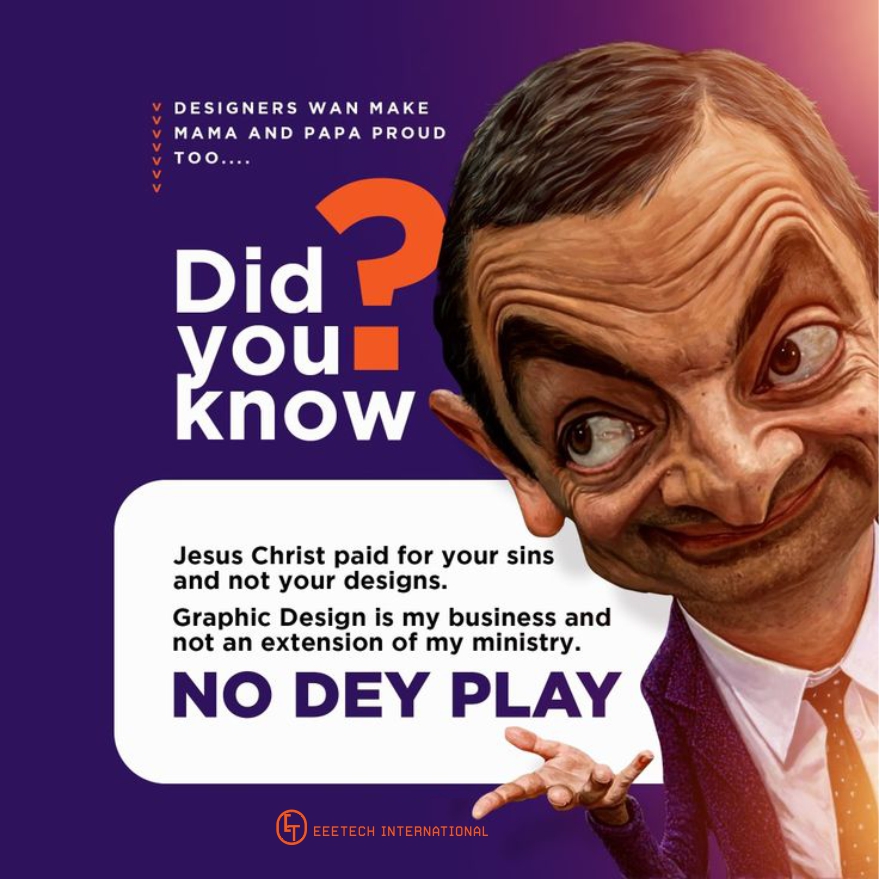 DESIGNERS WAN MAKE
MAMA AND PAPA PROUD
TOO....
Did
you?
know
Jesus Christ paid for your sins
and not your designs.
Graphic Design is my business and
not an extension of my ministry.
NO DEY PLAY
ET EEETECH INTERNATIONAL